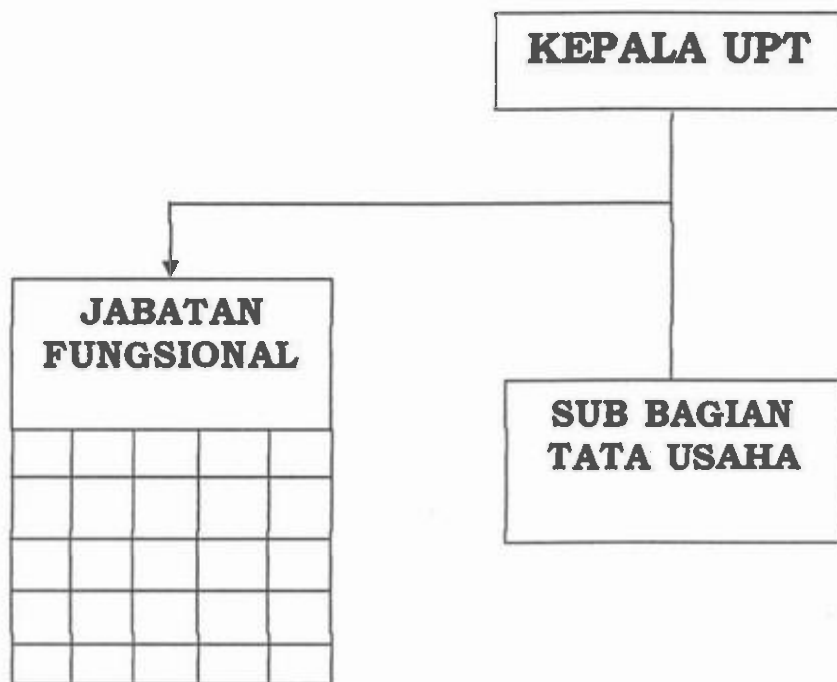 KEPALA UPT
JABATAN
FUNGSIONAL
SUB BAGIAN
TATA USAHA